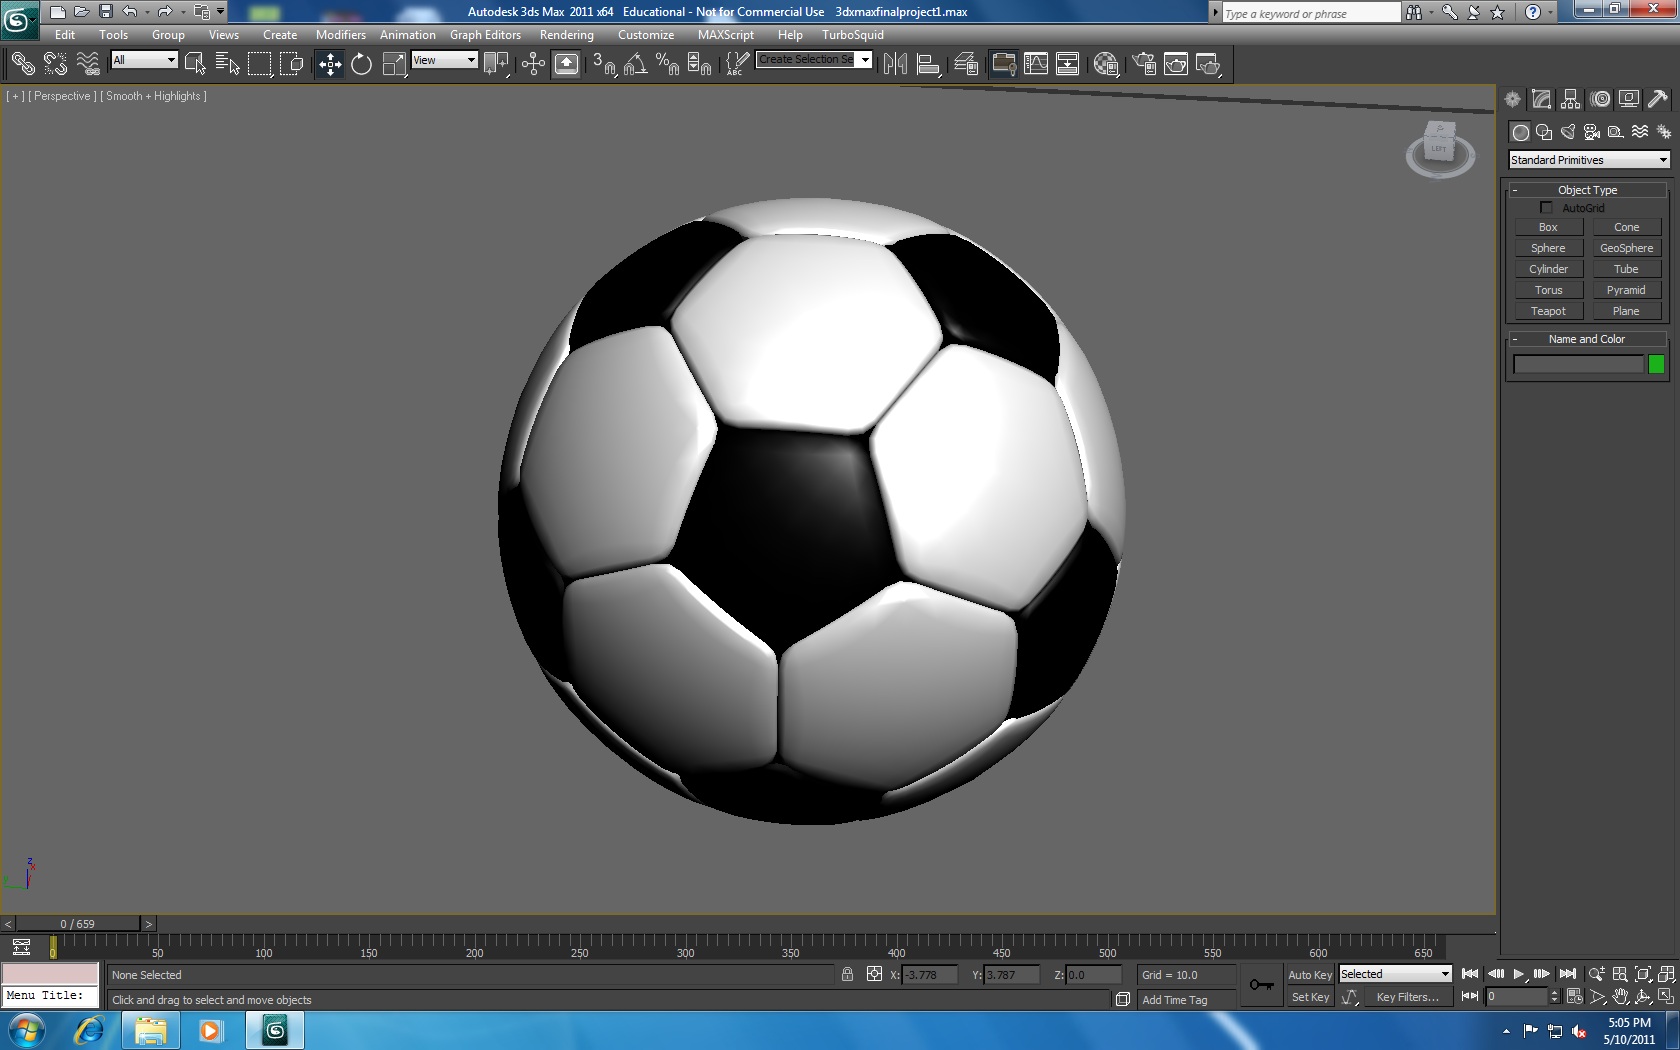 Autodesk 3ds Max 2011 x64 Educational - Not for Commercial Use 3dxmaxfinalproject1.max Type a keyword or phrase
Edit Tools Group Views Create Modifiers Animation Graph Editors Rendering Customize MAXScript Help TurboSquid
All View 3 Create Selection Se
ABC
[ + ] [ Perspective ] [ Smooth + Highlights ]
LEFT
Standard Primitives
- Object Type
AutoGrid
Box Cone
Sphere GeoSphere
Cylinder Tube
Torus Pyramid
Teapot Plane
- Name and Color
z
x
< 0 / 659 >
0 50 100 150 200 250 300 350 400 450 500 550 600 650
None Selected X: -3.778 Y: 3.787 Z: 0.0 Grid = 10.0 Auto Key Selected
Menu Title: Click and drag to select and move objects Add Time Tag Set Key Key Filters... 0
5:05 PM
5/10/2011